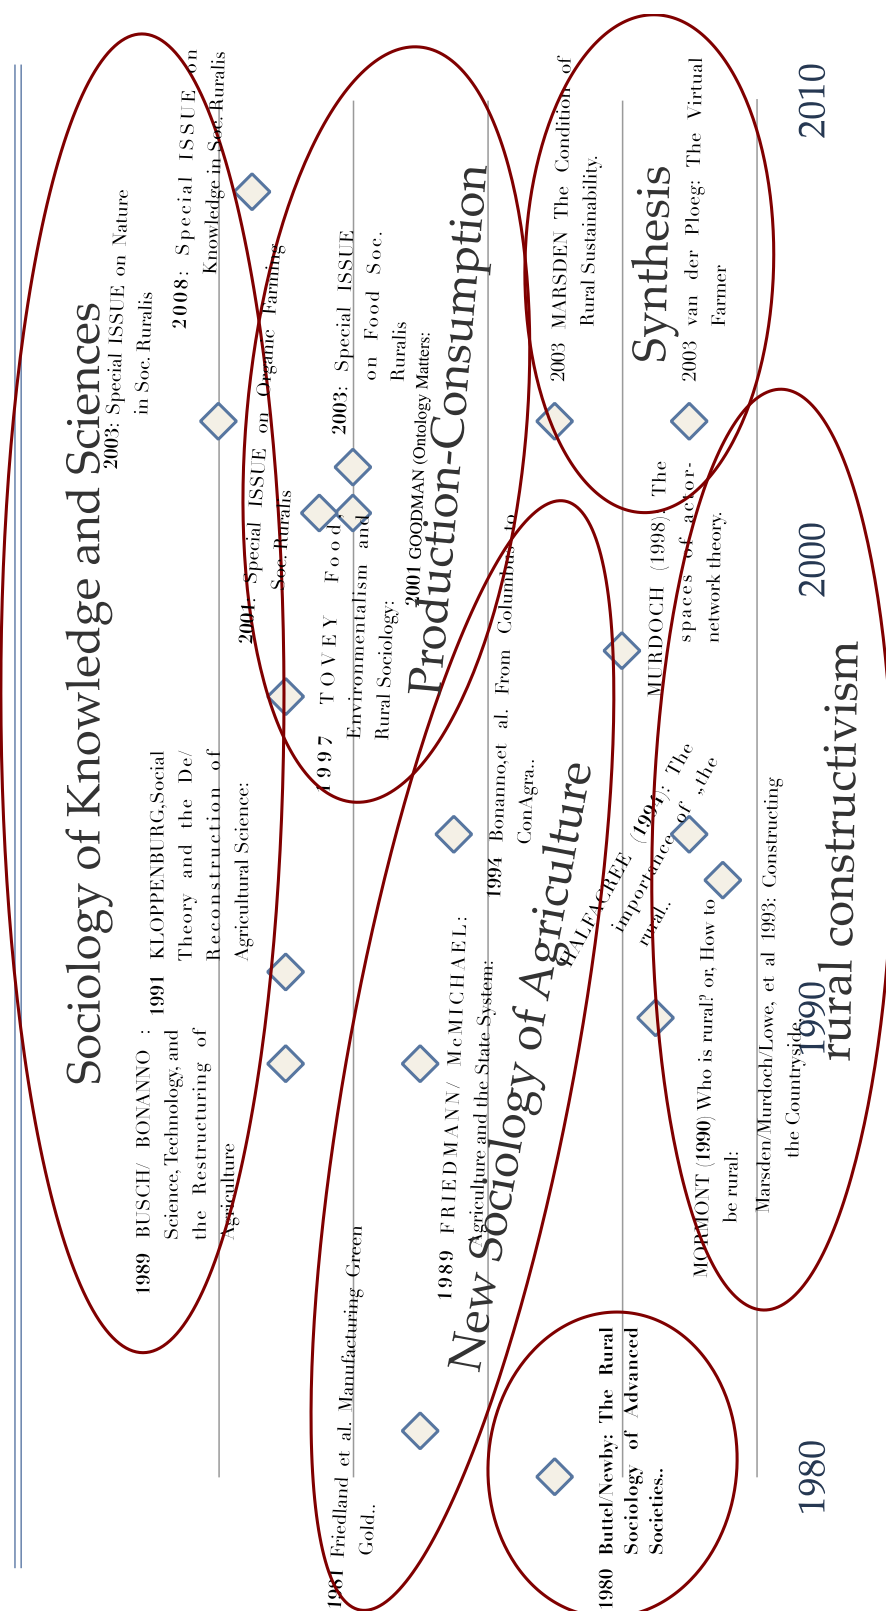 Sociology of Knowledge and Sciences
1989 BUSCH/ BONANNO :
Science, Technology, and
the Restructuring of
Agriculture
1991 KLOPPENBURG,Social
Theory and the De/
Reconstruction of
Agricultural Science:
2003: Special ISSUE on Nature
in Soc. Ruralis
2008: Special ISSUE on
Knowledge in Soc. Ruralis
2001: Special ISSUE on Organic Farming
Soc. Ruralis
1997 TOVEY Food,
Environmentalism and
Rural Sociology:
2003: Special ISSUE
on Food Soc.
Ruralis
2001 GOODMAN (Ontology Matters:
Production-Consumption
1981 Friedland et al. Manufacturing Green
Gold..
1989 FRIEDMANN/ McMICHAEL:
Agriculture and the State System:
1994 Bonanno,et al. From Columbus to
ConAgra..
New Sociology of Agriculture
2003 MARSDEN The Condition of
Rural Sustainability.
Synthesis
2003 van der Ploeg: The Virtual
Farmer
1980 Buttel/Newby: The Rural
Sociology of Advanced
Societies..
HALFACREE (1994): The
importance of „the
rural..
MURDOCH (1998). The
spaces of actor-
network theory.
MORMONT (1990) Who is rural? or, How to
be rural:
Marsden/Murdoch/Lowe, et al 1993: Constructing
the Countryside.
rural constructivism
1980
1990
2000
2010